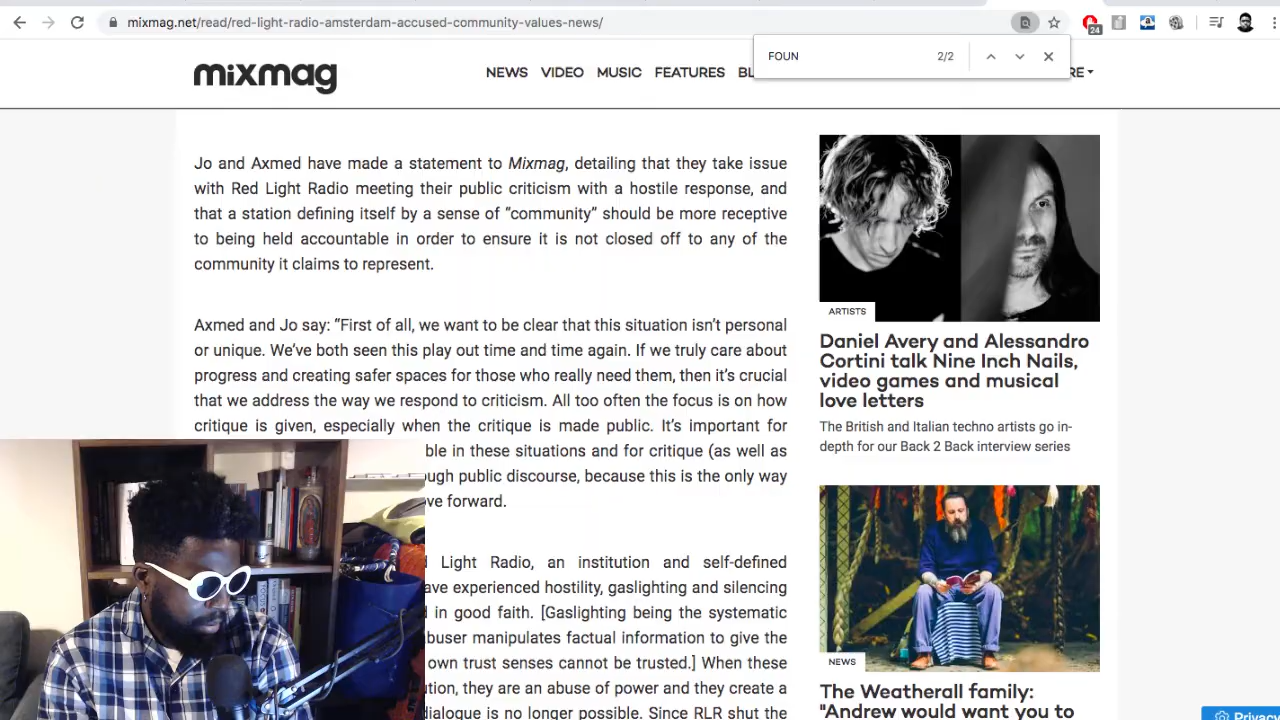 mixmag.net/read/red-light-radio-amsterdam-accused-community-values-news/
24
FOUN
2/2
mixmag
NEWS VIDEO MUSIC FEATURES BL
RE
Jo and Axmed have made a statement to Mixmag, detailing that they take issue
with Red Light Radio meeting their public criticism with a hostile response, and
that a station defining itself by a sense of “community” should be more receptive
to being held accountable in order to ensure it is not closed off to any of the
community it claims to represent.
Axmed and Jo say: “First of all, we want to be clear that this situation isn’t personal
or unique. We’ve both seen this play out time and time again. If we truly care about
progress and creating safer spaces for those who really need them, then it’s crucial
that we address the way we respond to criticism. All too often the focus is on how
critique is given, especially when the critique is made public. It’s important for
ble in these situations and for critique (as well as
ugh public discourse, because this is the only way
ve forward.
Light Radio, an institution and self-defined
ave experienced hostility, gaslighting and silencing
d in good faith. [Gaslighting being the systematic
buser manipulates factual information to give the
own trust senses cannot be trusted.] When these
ution, they are an abuse of power and they create a
dialogue is no longer possible. Since RLR shut the
ARTISTS
Daniel Avery and Alessandro
Cortini talk Nine Inch Nails,
video games and musical
love letters
The British and Italian techno artists go in-
depth for our Back 2 Back interview series
NEWS
The Weatherall family:
"Andrew would want you to
Privacy